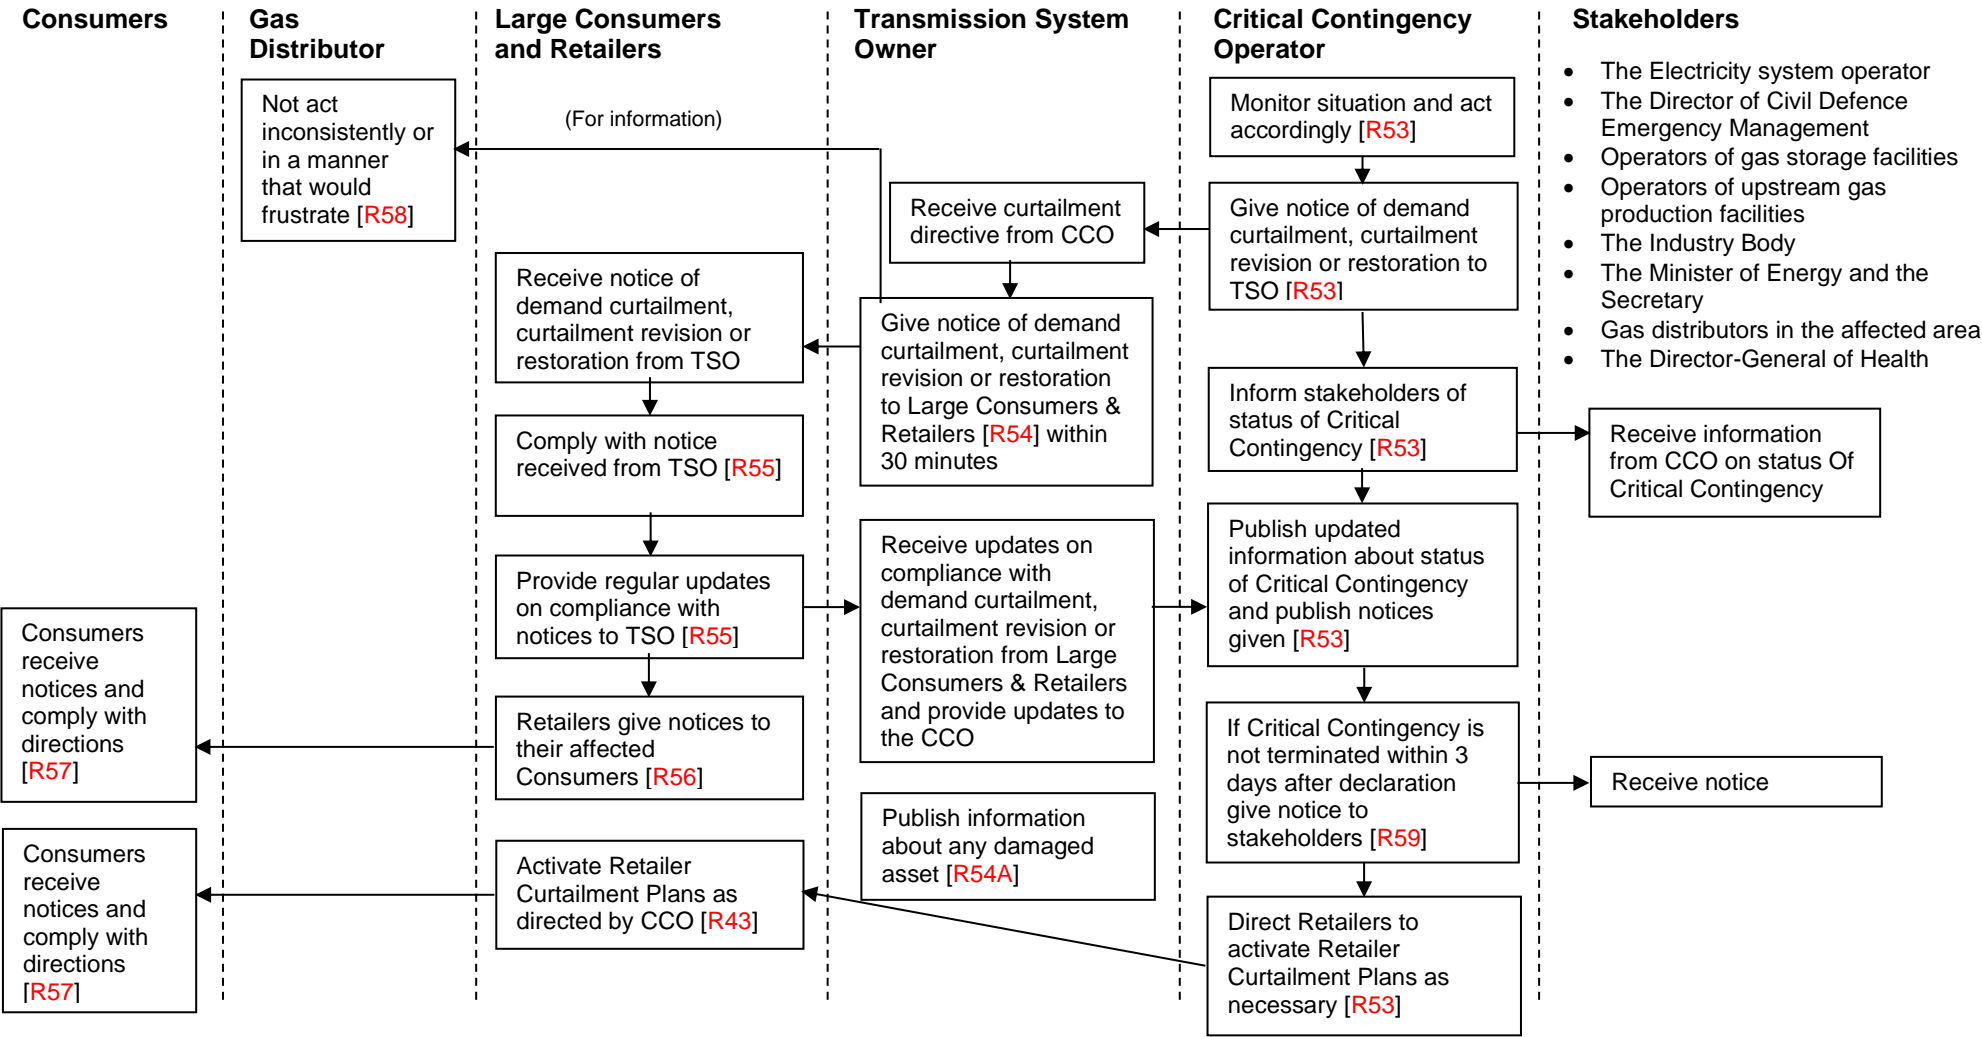 Consumers
Gas
Distributor
Large Consumers
and Retailers
Transmission System
Owner
Critical Contingency
Operator
Stakeholders
Not act
inconsistently or
in a manner
that would
frustrate [R58]
(For information)
Receive notice of
demand curtailment,
curtailment revision or
restoration from TSO
Comply with notice
received from TSO [R55]
Provide regular updates
on compliance with
notices to TSO [R55]
Retailers give notices to
their affected
Consumers [R56]
Activate Retailer
Curtailment Plans as
directed by CCO [R43]
Consumers
receive
notices and
comply with
directions
[R57]
Consumers
receive
notices and
comply with
directions
[R57]
Receive curtailment
directive from CCO
Give notice of demand
curtailment, curtailment
revision or restoration
to Large Consumers &
Retailers [R54] within
30 minutes
Receive updates on
compliance with
demand curtailment,
curtailment revision or
restoration from Large
Consumers & Retailers
and provide updates to
the CCO
Publish information
about any damaged
asset [R54A]
Monitor situation and act
accordingly [R53]
Give notice of demand
curtailment, curtailment
revision or restoration to
TSO [R53]
Inform stakeholders of
status of Critical
Contingency [R53]
Publish updated
information about status
of Critical Contingency
and publish notices
given [R53]
If Critical Contingency is
not terminated within 3
days after declaration
give notice to
stakeholders [R59]
Direct Retailers to
activate Retailer
Curtailment Plans as
necessary [R53]
• The Electricity system operator
• The Director of Civil Defence
Emergency Management
• Operators of gas storage facilities
• Operators of upstream gas
production facilities
• The Industry Body
• The Minister of Energy and the
Secretary
• Gas distributors in the affected area
• The Director-General of Health
Receive information
from CCO on status Of
Critical Contingency
Receive notice